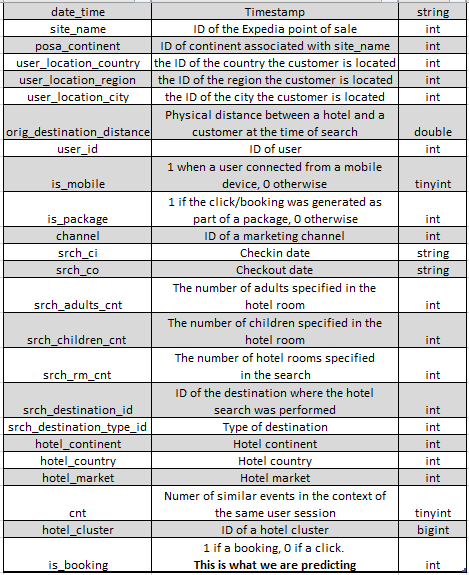 date_time Timestamp string
site_name ID of the Expedia point of sale int
posa_continent ID of continent associated with site_name int
user_location_country the ID of the country the customer is located int
user_location_region the ID of the region the customer is located int
user_location_city the ID of the city the customer is located int
Physical distance between a hotel and a
orig_destination_distance customer at the time of search double
user_id ID of user int
1 when a user connected from a mobile
is_mobile device, 0 otherwise tinyint
1 if the click/booking was generated as
is_package part of a package, 0 otherwise int
channel ID of a marketing channel int
srch_ci Checkin date string
srch_co Checkout date string
The number of adults specified in the
srch_adults_cnt hotel room int
The number of children specified in the
srch_children_cnt hotel room int
The number of hotel rooms specified
srch_rm_cnt in the search int
ID of the destination where the hotel
srch_destination_id search was performed int
srch_destination_type_id Type of destination int
hotel_continent Hotel continent int
hotel_country Hotel country int
hotel_market Hotel market int
Numer of similar events in the context of
cnt the same user session tinyint
hotel_cluster ID of a hotel cluster bigint
1 if a booking, 0 if a click.
is_booking This is what we are predicting int